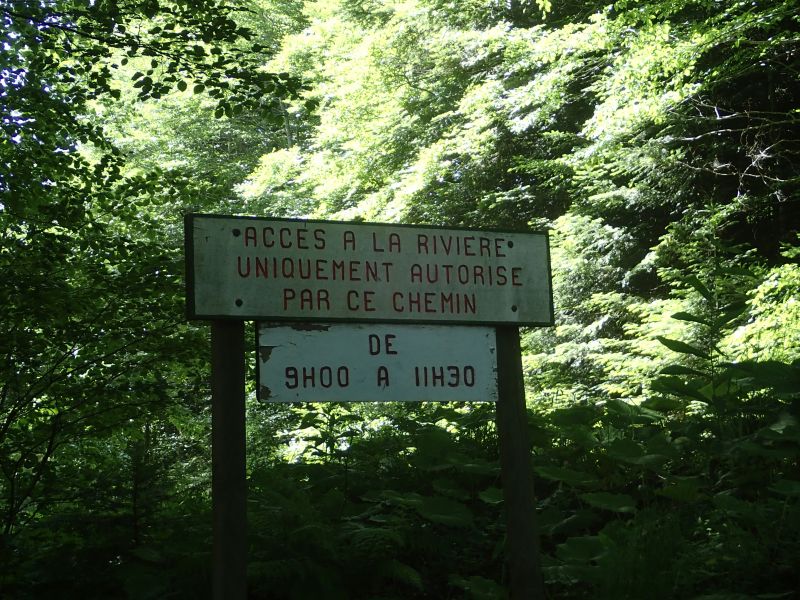 ACCES A LA RIVIERE
UNIQUEMENT AUTORISE
PAR CE CHEMIN
DE
9H00 A 11H30